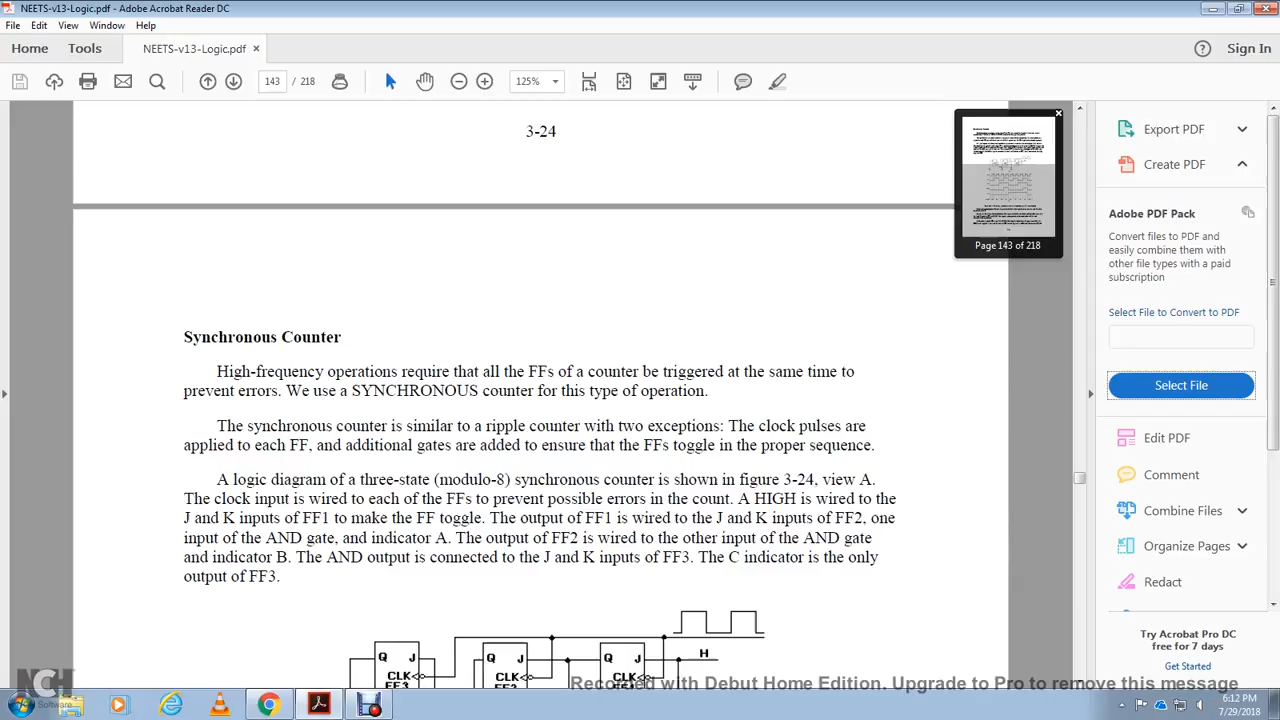 NEETS-v13-Logic.pdf - Adobe Acrobat Reader DC
File Edit View Window Help
Home Tools NEETS-v13-Logic.pdf × Sign In
143 / 218 125%
3-24
Page 143 of 218
Synchronous Counter
High-frequency operations require that all the FFs of a counter be triggered at the same time to
prevent errors. We use a SYNCHRONOUS counter for this type of operation.
The synchronous counter is similar to a ripple counter with two exceptions: The clock pulses are
applied to each FF, and additional gates are added to ensure that the FFs toggle in the proper sequence.
A logic diagram of a three-state (modulo-8) synchronous counter is shown in figure 3-24, view A.
The clock input is wired to each of the FFs to prevent possible errors in the count. A HIGH is wired to the
J and K inputs of FF1 to make the FF toggle. The output of FF1 is wired to the J and K inputs of FF2, one
input of the AND gate, and indicator A. The output of FF2 is wired to the other input of the AND gate
and indicator B. The AND output is connected to the J and K inputs of FF3. The C indicator is the only
output of FF3.
Q J Q J Q J H
CLK CLK CLK
Export PDF
Create PDF
Adobe PDF Pack
Convert files to PDF and
easily combine them with
other file types with a paid
subscription
Select File to Convert to PDF
Select File
Edit PDF
Comment
Combine Files
Organize Pages
Redact
Try Acrobat Pro DC
free for 7 days
Get Started
NCH Software
Recorded with Debut Home Edition. Upgrade to Pro to remove this message
6:12 PM
7/29/2018